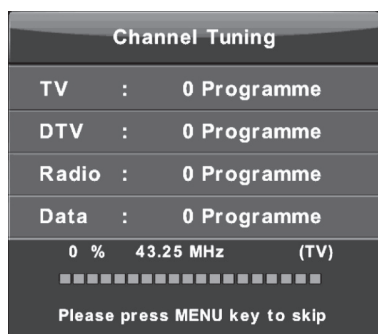 Channel Tuning
TV : 0 Programme
DTV : 0 Programme
Radio : 0 Programme
Data : 0 Programme
0 % 43.25 MHz (TV)
Please press MENU key to skip